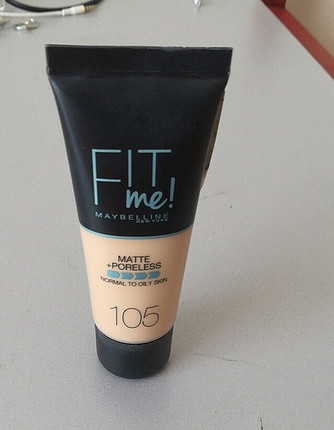 FIT
me!
MAYBELLINE
NEW YORK
MATTE
+PORELESS
NORMAL TO OILY SKIN
105